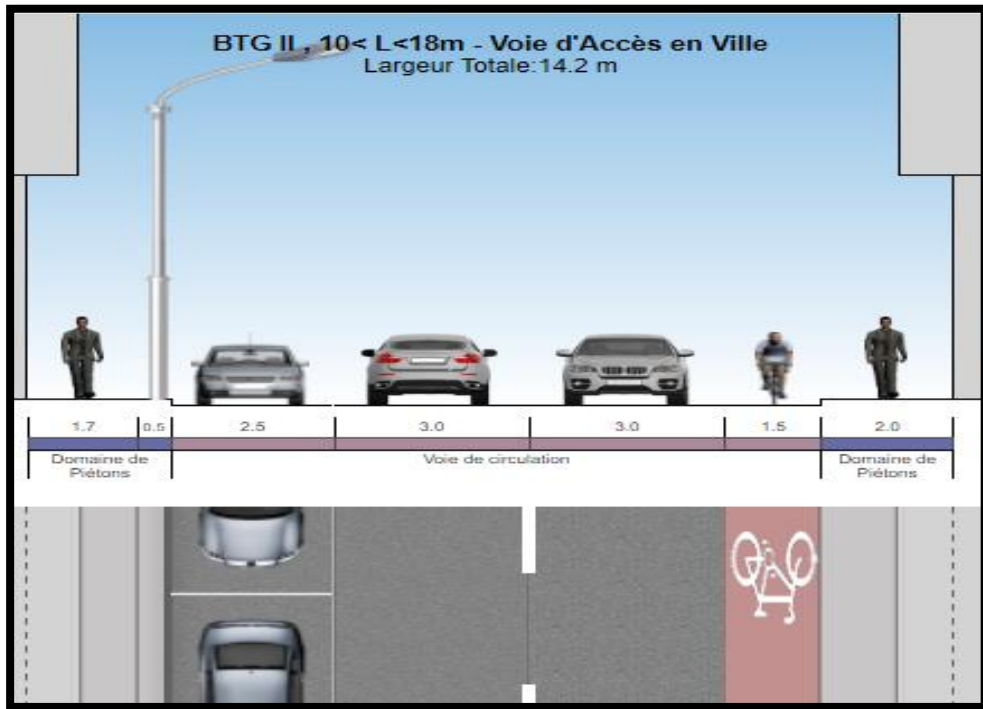 BTG II , 10< L<18m - Voie d'Accès en Ville
Largeur Totale:14.2 m
1.7 0.5 2.5 3.0 3.0 1.5 2.0
Domaine de Piétons
Voie de circulation
Domaine de Piétons